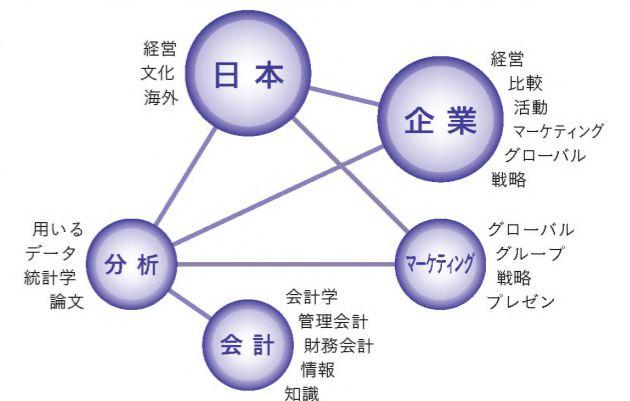 経営
文化
海外
日本
企業
経営
比較
活動
マーケティング
グローバル
戦略
用いる
データ
統計学
論文
分析
マーケティング
グローバル
グループ
戦略
プレゼン
会計
会計学
管理会計
財務会計
情報
知識